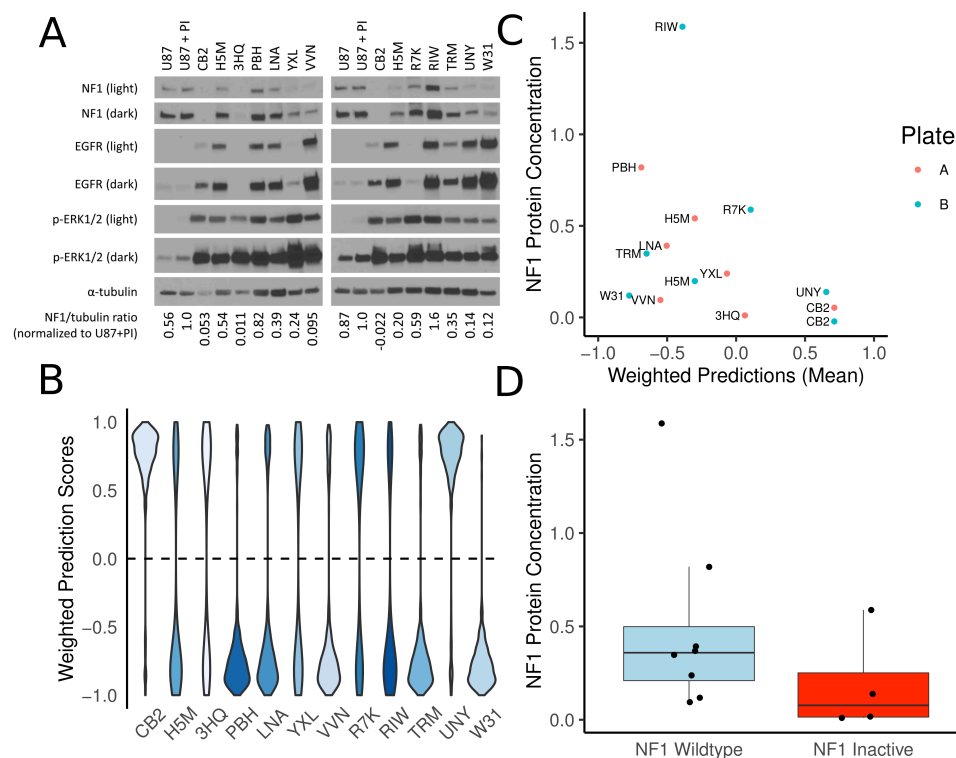 A
U87
U87 + PI
CB2
H5M
3HQ
PBH
LNA
YXL
VVN
U87
U87 + PI
CB2
H5M
R7K
RIW
TRM
UNY
W31
NF1 (light)
NF1 (dark)
EGFR (light)
EGFR (dark)
p-ERK1/2 (light)
p-ERK1/2 (dark)
α-tubulin
NF1/tubulin ratio
(normalized to U87+PI)
0.56
1.0
0.053
0.54
0.011
0.82
0.39
0.24
0.095
0.87
1.0
-0.022
0.20
0.59
1.6
0.35
0.14
0.12
C
NF1 Protein Concentration
1.5
1.0
0.5
0.0
RIW
PBH
R7K
H5M
LNA
TRM
YXL
H5M
W31
VVN
UNY
CB2
3HQ
CB2
−1.0 −0.5 0.0 0.5 1.0
Weighted Predictions (Mean)
Plate
A
B
B
Weighted Prediction Scores
1.0
0.5
0.0
−0.5
−1.0
CB2
H5M
3HQ
PBH
LNA
YXL
VVN
R7K
RIW
TRM
UNY
W31
D
NF1 Protein Concentration
1.5
1.0
0.5
0.0
NF1 Wildtype NF1 Inactive